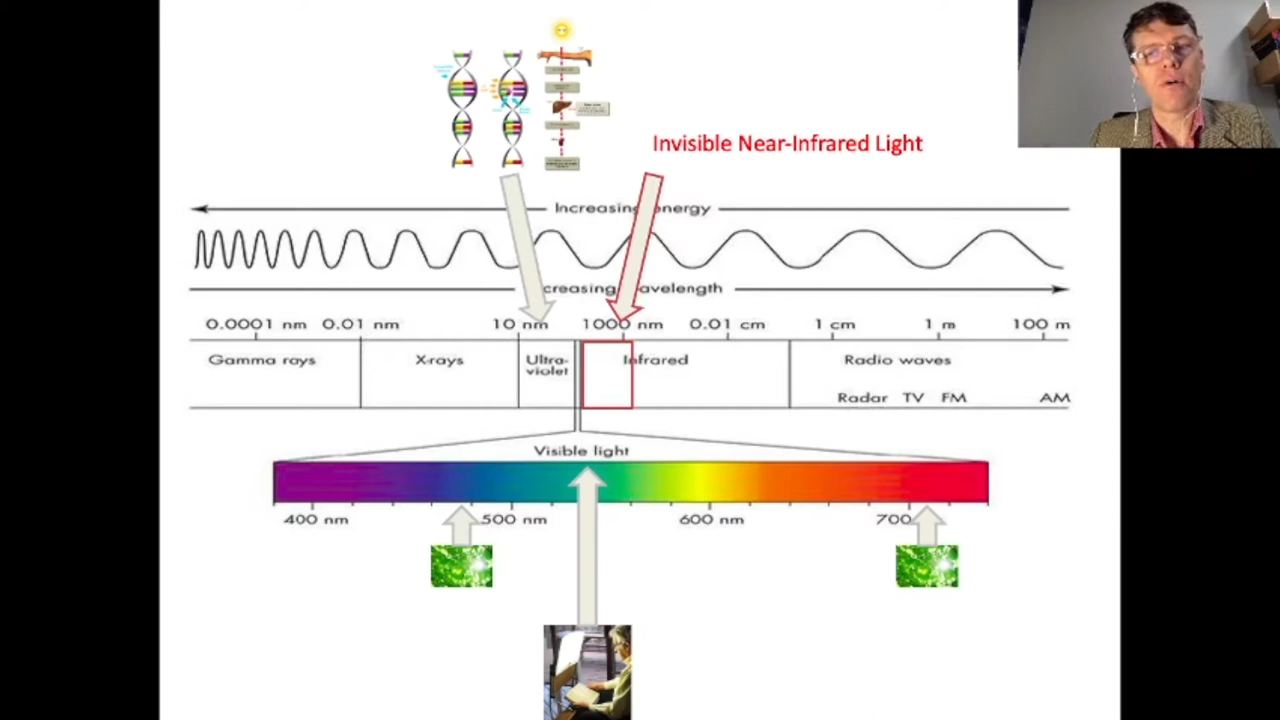 Invisible Near-Infrared Light
Increasing energy
creasing wavelength
0.0001 nm 0.01 nm 10 nm 1000 nm 0.01 cm 1 cm 1 m 100 m
Gamma rays X-rays Ultra-violet Infrared Radio waves
Radar TV FM AM
Visible light
400 nm 500 nm 600 nm 700